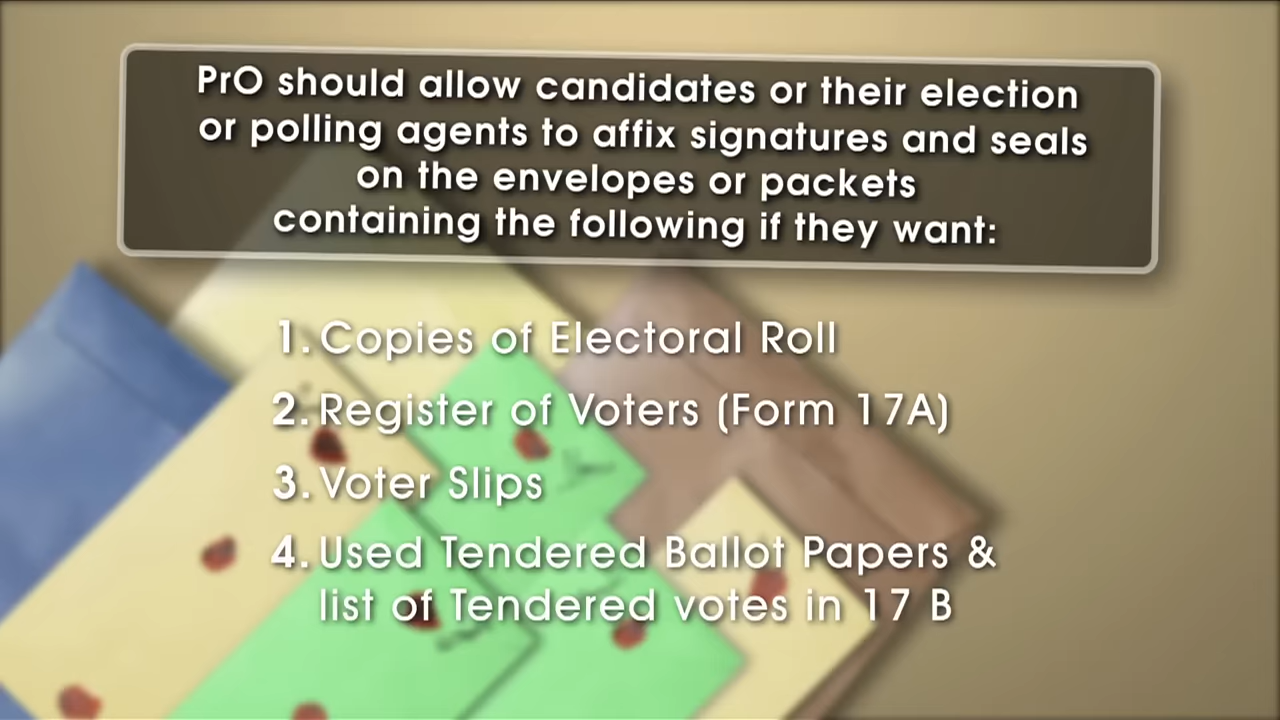 PrO should allow candidates or their election
or polling agents to affix signatures and seals
on the envelopes or packets
containing the following if they want:
1. Copies of Electoral Roll
2. Register of Voters (Form 17A)
3. Voter Slips
4. Used Tendered Ballot Papers &
list of Tendered votes in 17 B